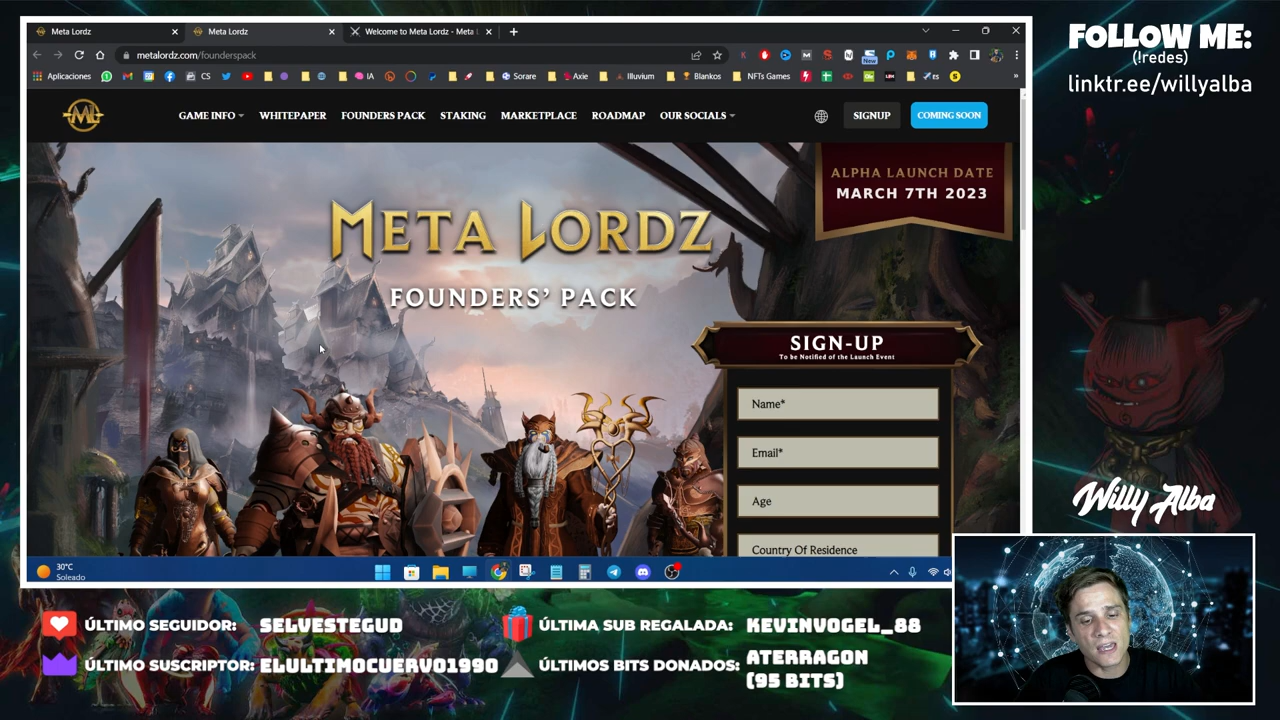 Meta Lordz
Meta Lordz
Welcome to Meta Lordz - Meta
metalordz.com/founderspack
Aplicaciones
CS
IA
Sorare
Axie
Illuvium
Blankos
NFTs Games
New
GAME INFO
WHITEPAPER
FOUNDERS PACK
STAKING
MARKETPLACE
ROADMAP
OUR SOCIALS
SIGNUP
COMING SOON
ALPHA LAUNCH DATE
MARCH 7TH 2023
META LORDZ
FOUNDERS' PACK
SIGN-UP
To be Notified of the Launch Event
Name*
Email*
Age
Country Of Residence
30°C
Soleado
FOLLOW ME:
(!redes)
linktr.ee/willyalba
Willy Alba
ÚLTIMO SEGUIDOR: SELVESTEGUD
ÚLTIMO SUSCRIPTOR: ELULTIMOCUERVO1990
ÚLTIMA SUB REGALADA: KEVINVOGEL_88
ÚLTIMOS BITS DONADOS: ATERRAGON
(95 BITS)